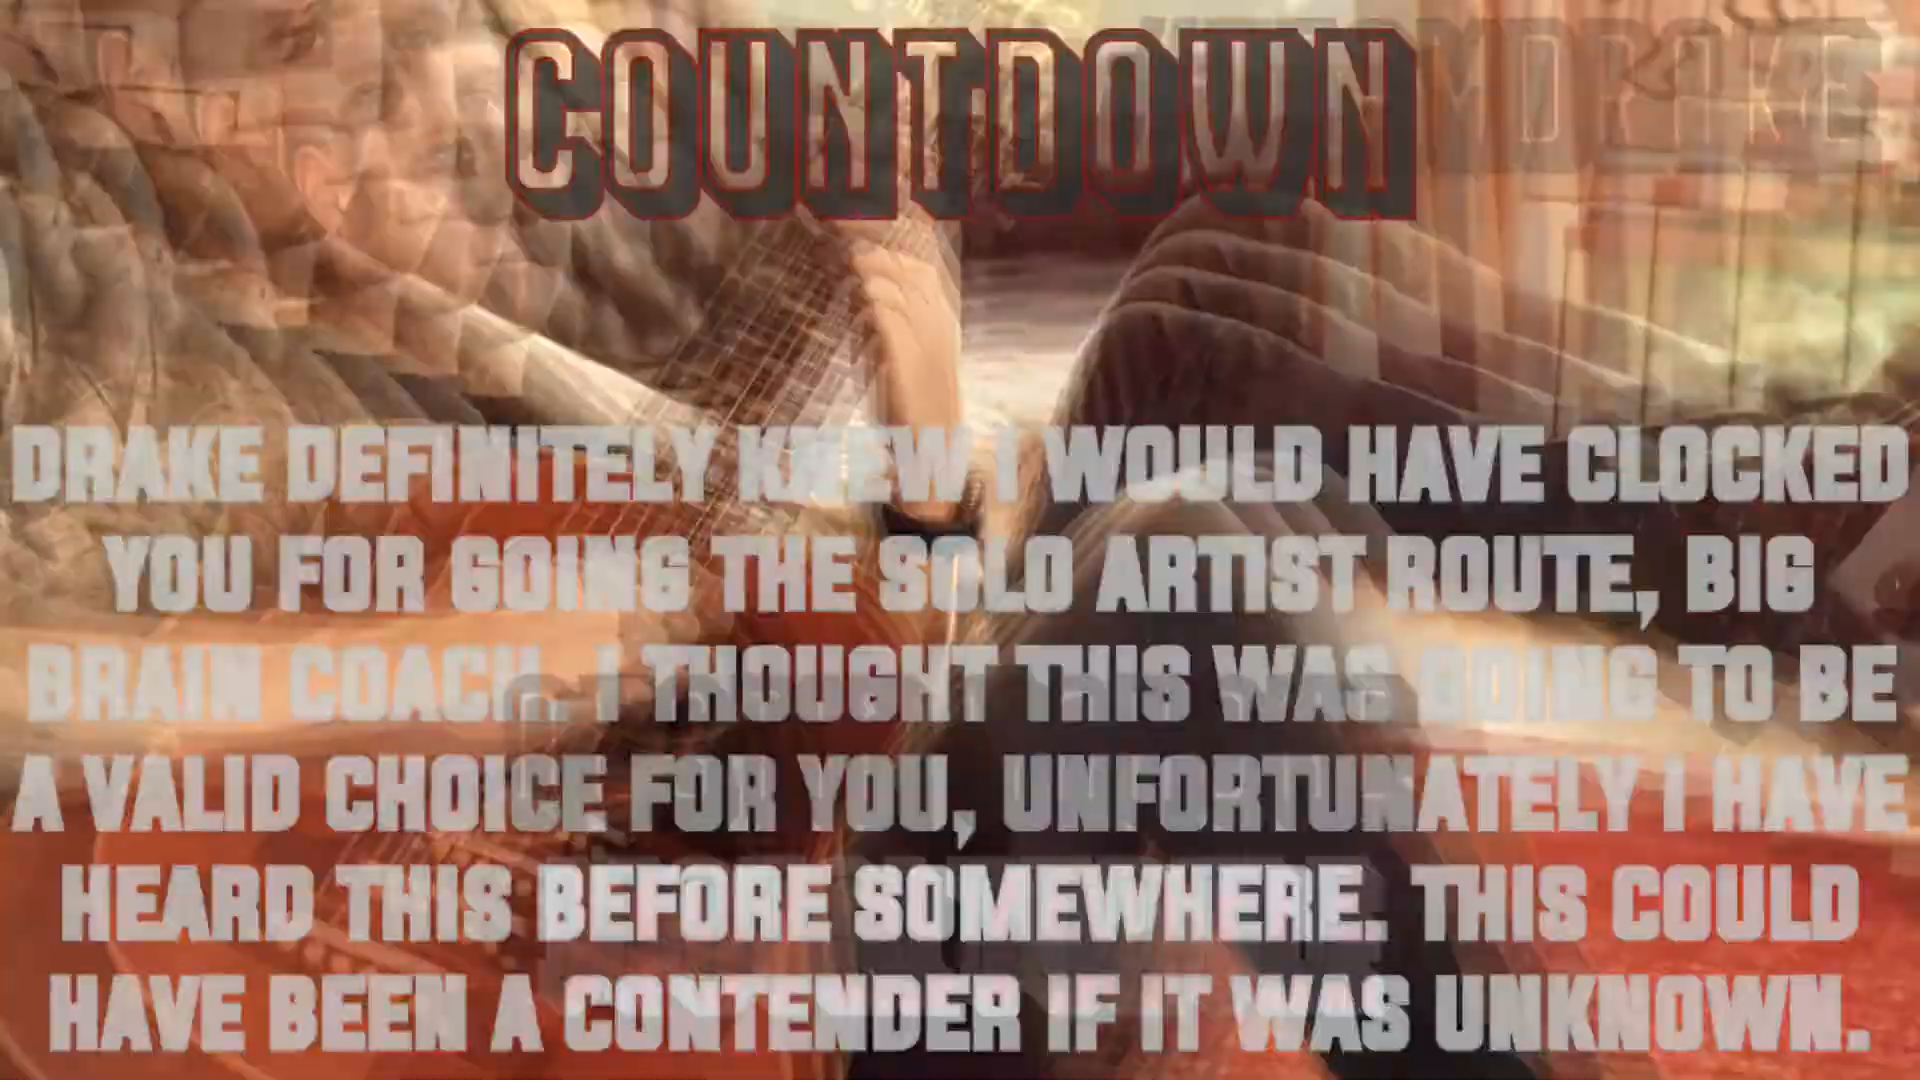 COUNTDOWN
DRAKE
DRAKE DEFINITELY KNEW I WOULD HAVE CLOCKED
YOU FOR GOING THE SOLO ARTIST ROUTE, BIG
BRAIN COACH. I THOUGHT THIS WAS GOING TO BE
A VALID CHOICE FOR YOU, UNFORTUNATELY I HAVE
HEARD THIS BEFORE SOMEWHERE. THIS COULD
HAVE BEEN A CONTENDER IF IT WAS UNKNOWN.